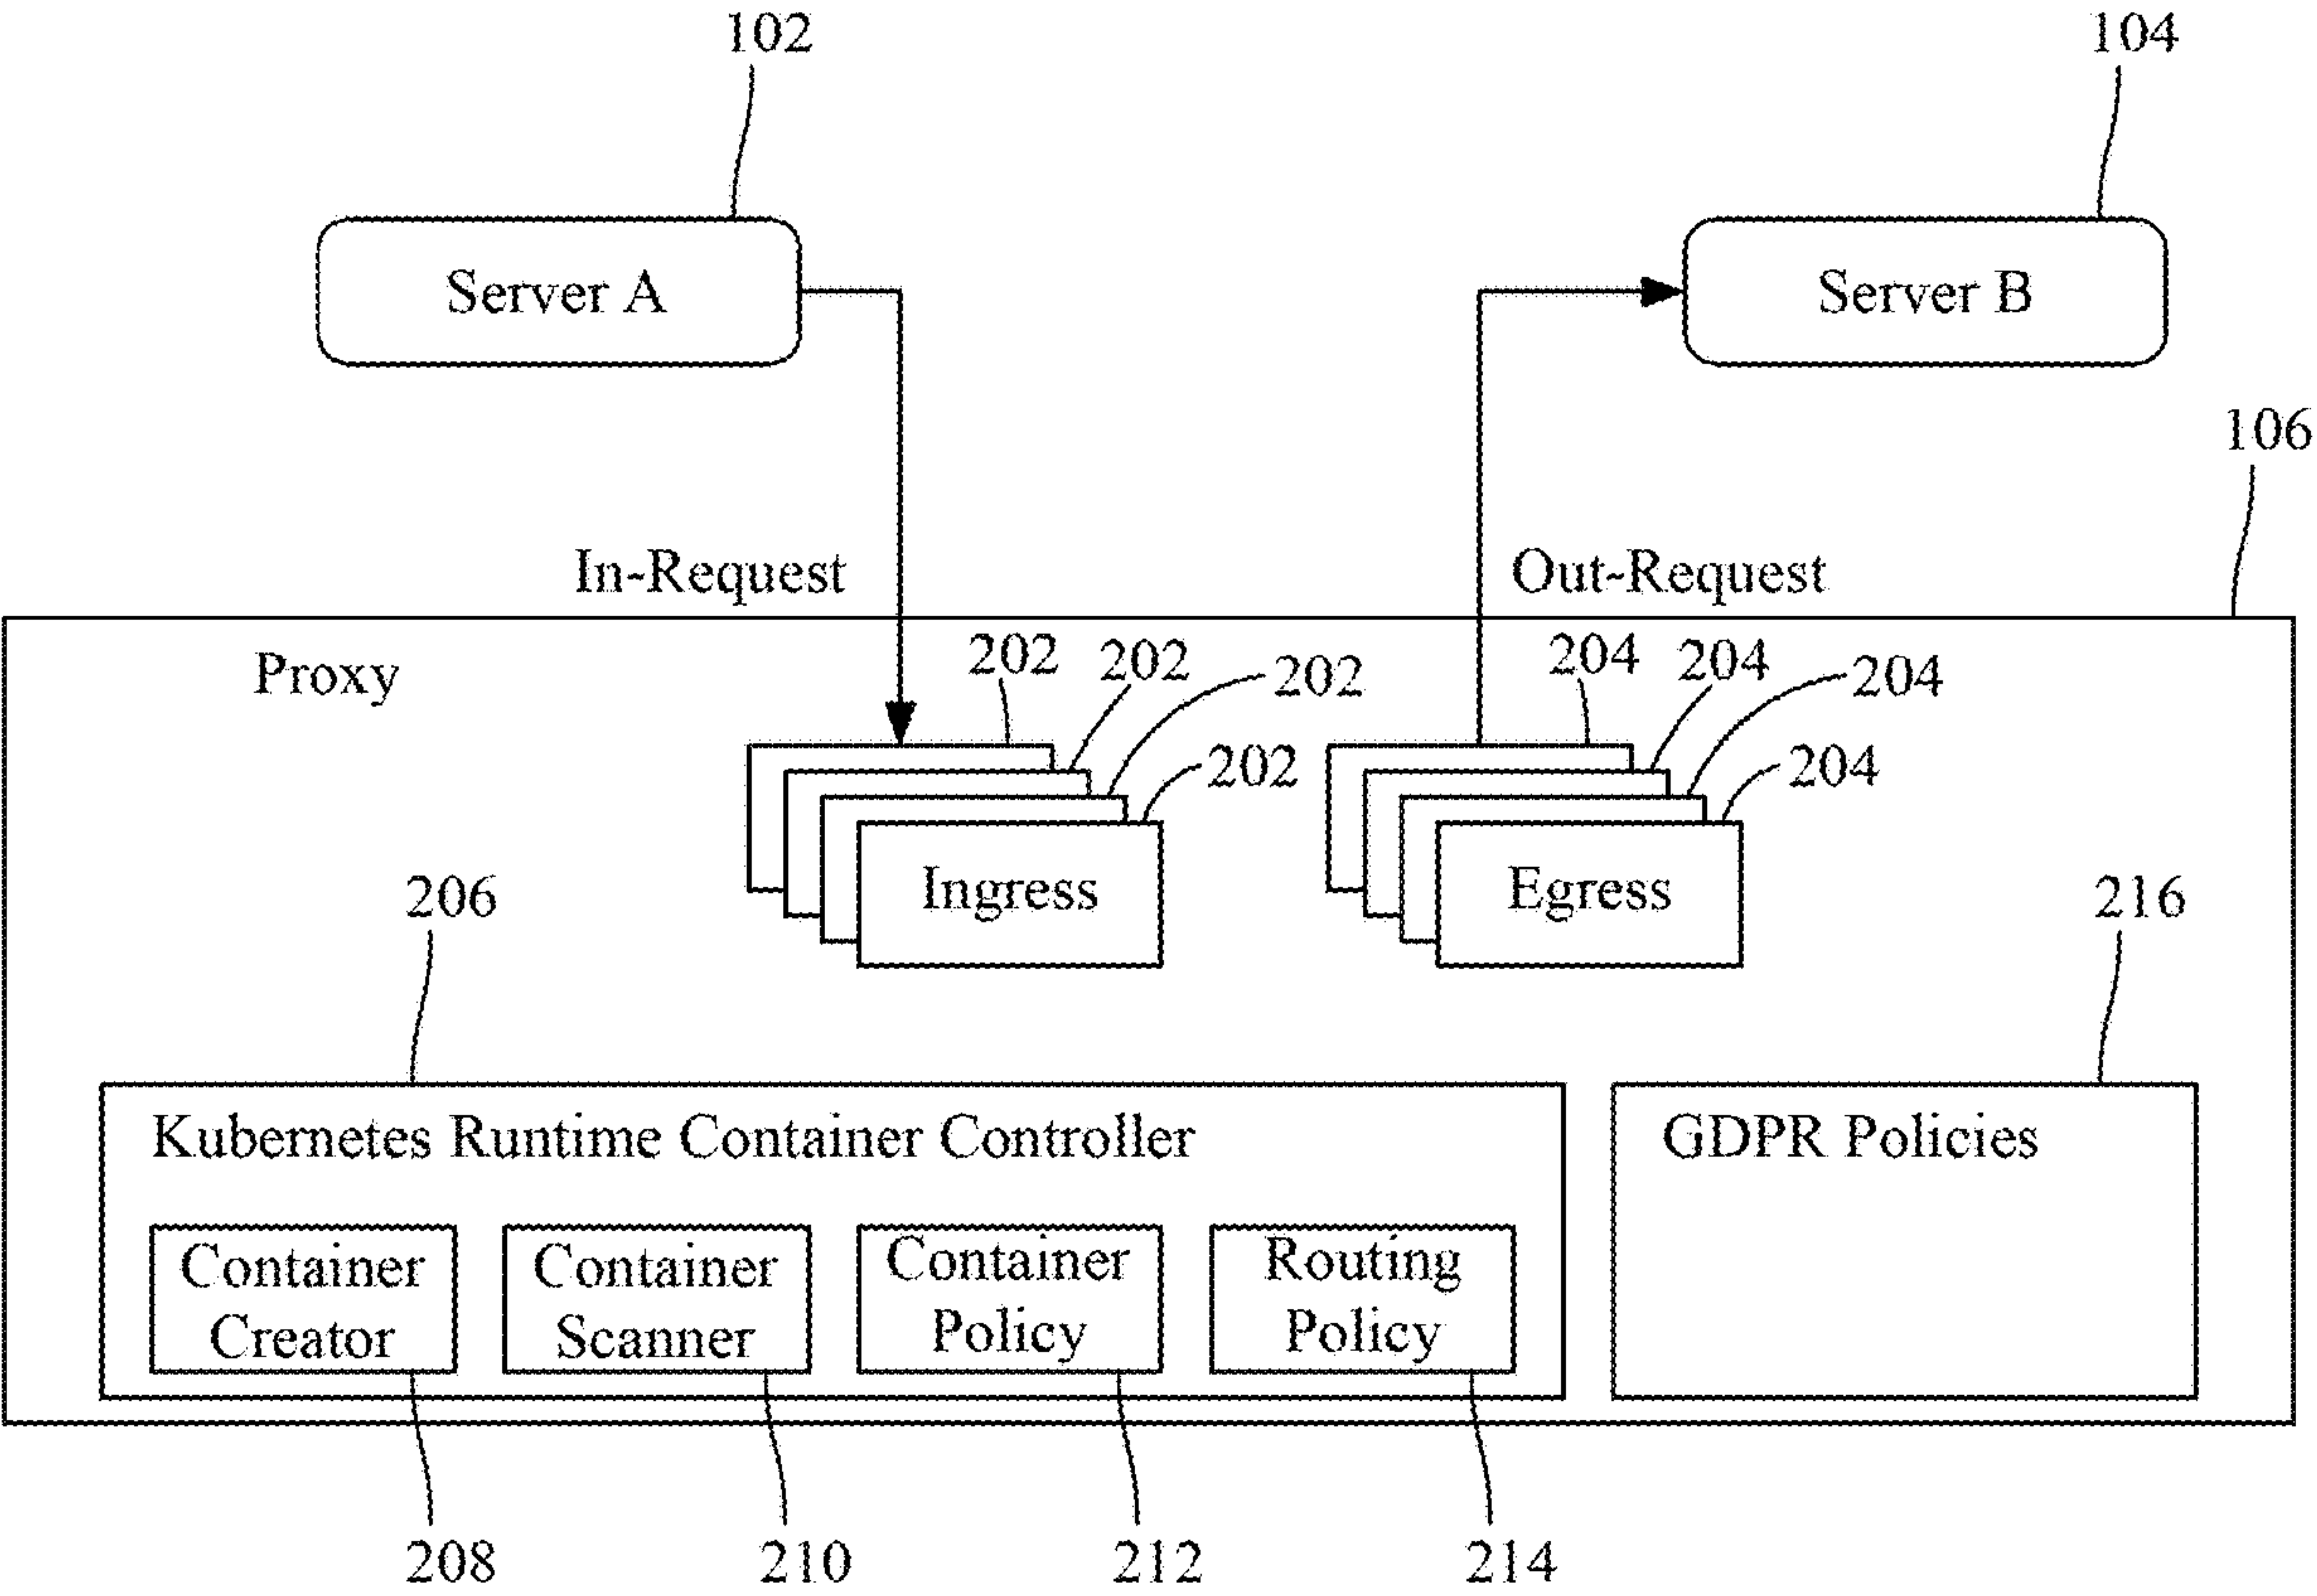 102
104
Server A
Server B
106
In-Request
Out-Request
Proxy
202
202
202
202
204
204
204
204
Ingress
Egress
206
216
Kubernetes Runtime Container Controller
GDPR Policies
Container
Creator
Container
Scanner
Container
Policy
Routing
Policy
208
210
212
214